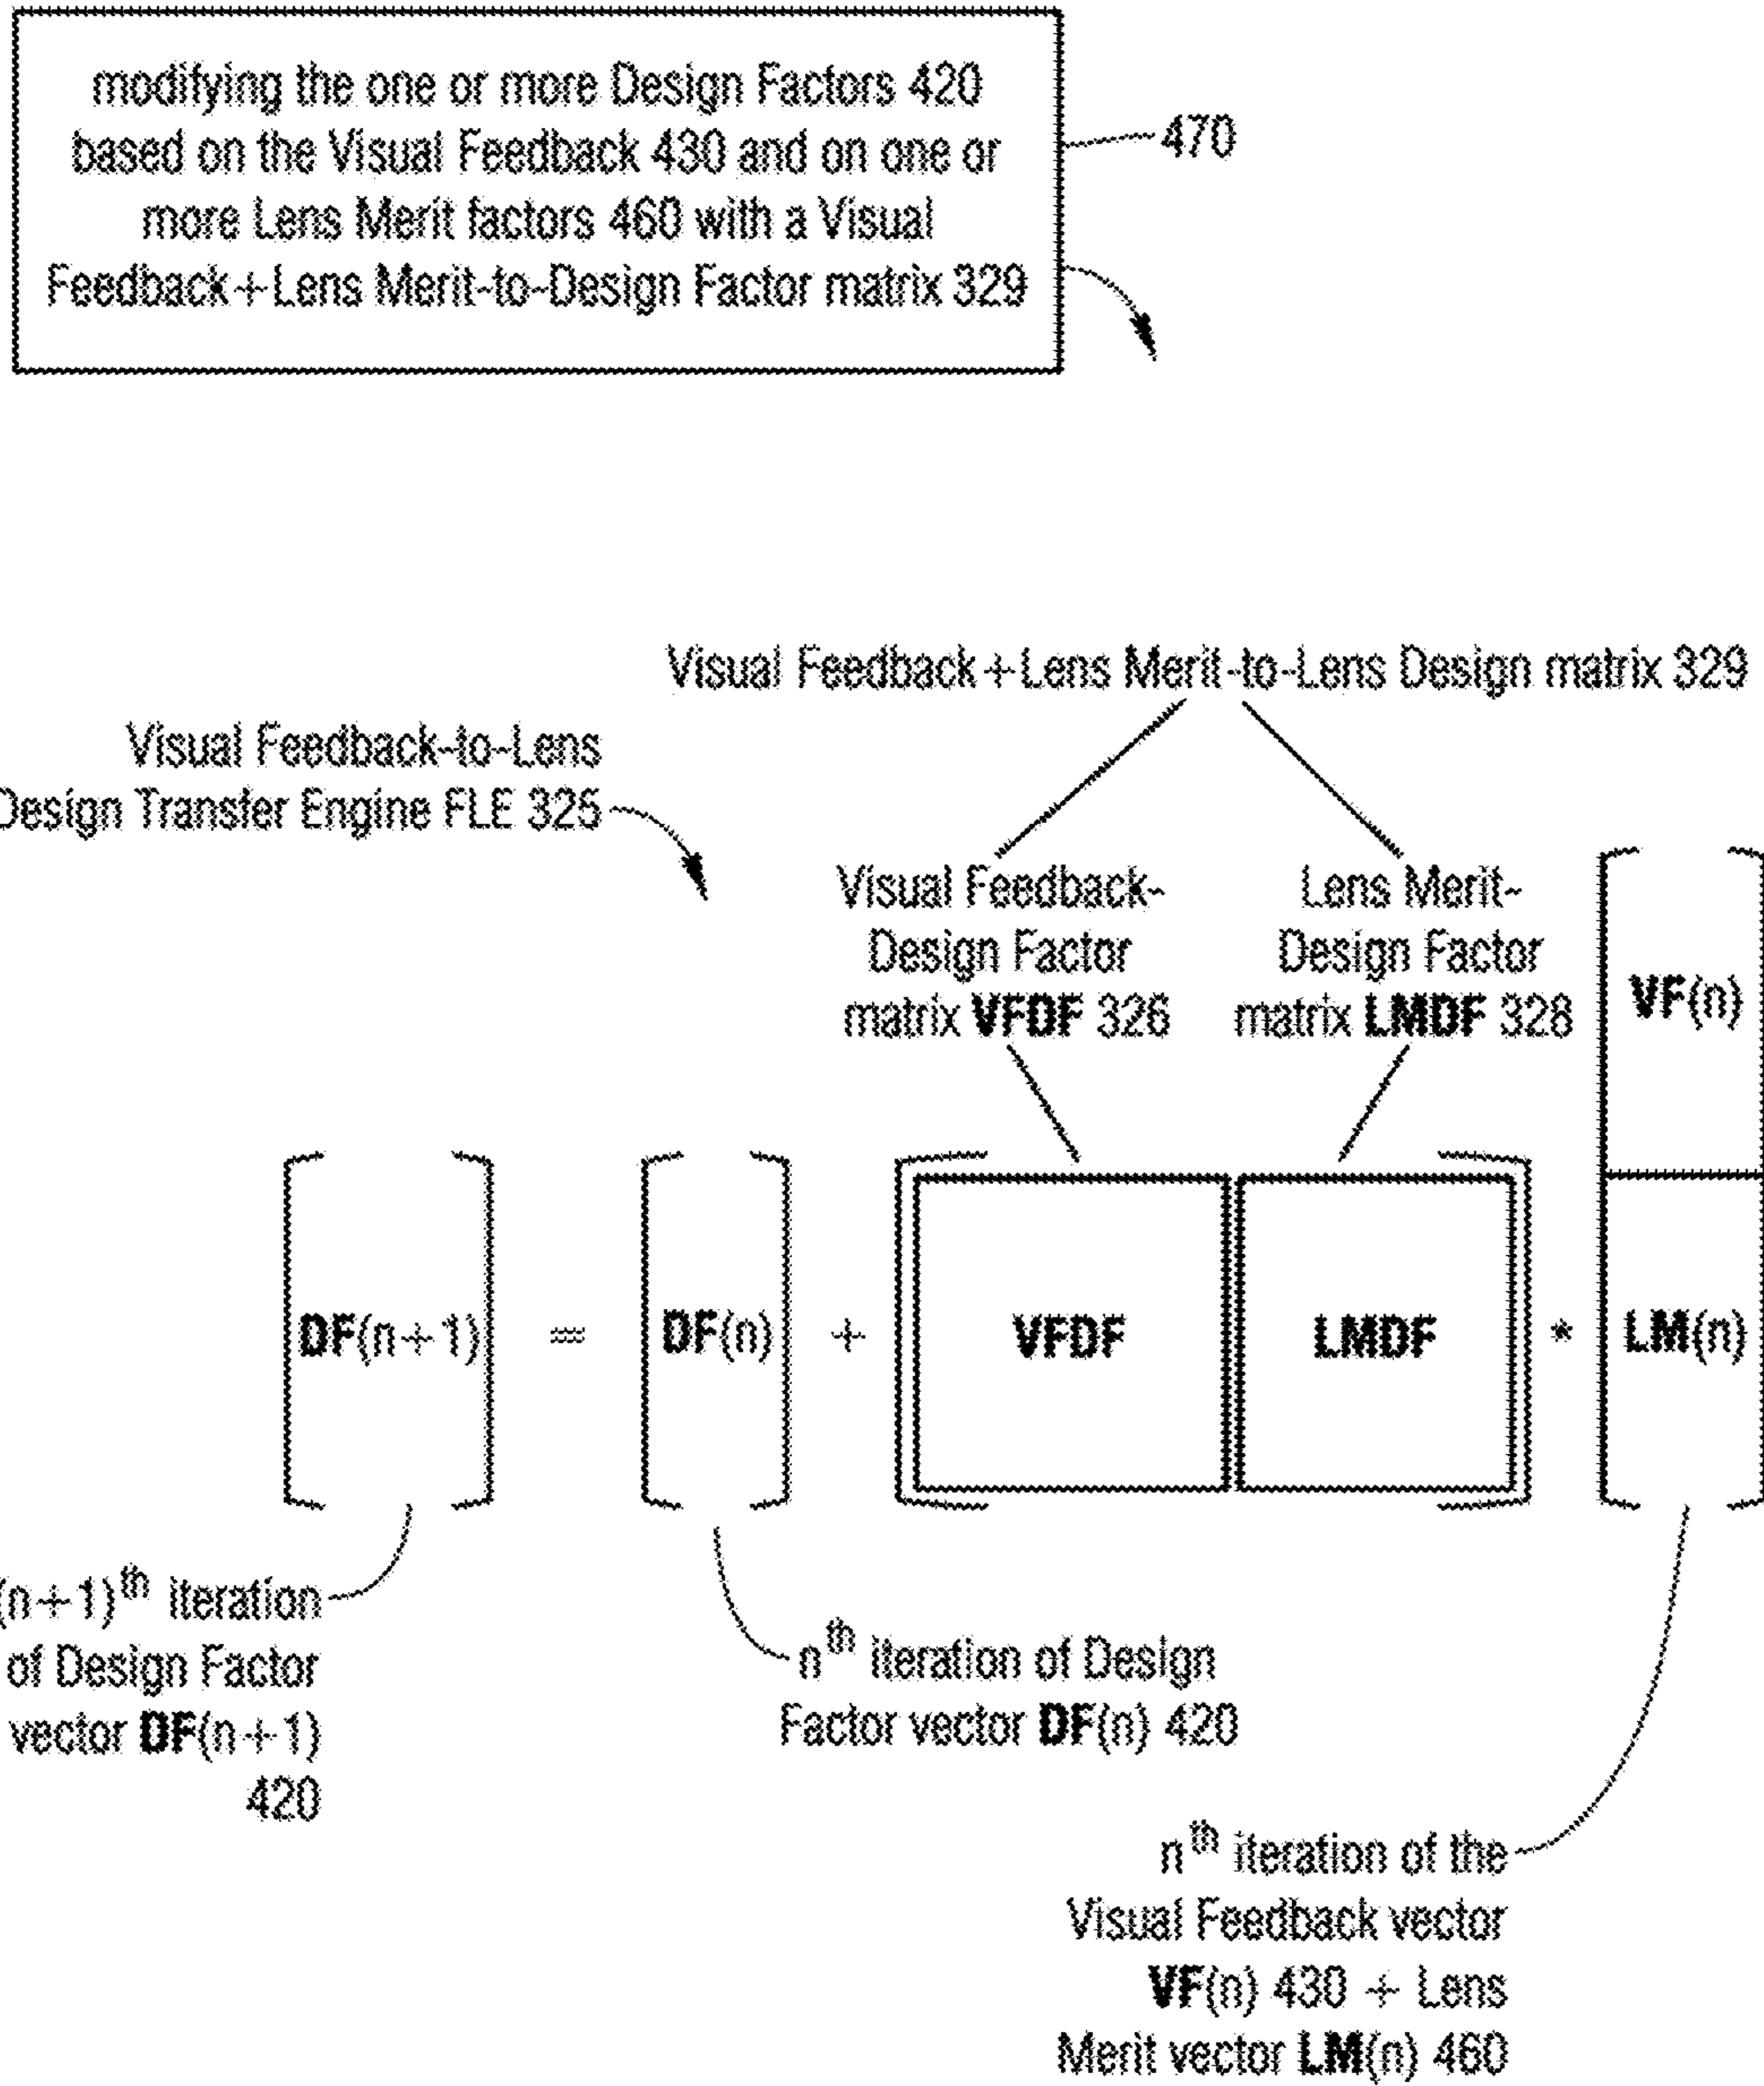 modifying the one or more Design Factors 420
based on the Visual Feedback 430 and on one or
more Lens Merit factors 460 with a Visual
Feedback+Lens Merit-to-Design Factor matrix 329
470
Visual Feedback+Lens Merit-to-Lens Design matrix 329
Visual Feedback-to-Lens
Design Transfer Engine FLE 325
Visual Feedback-
Design Factor
matrix VFDF 326
Lens Merit-
Design Factor
matrix LMDF 328
VF(n)
DF(n+1) = DF(n) + VFDF LMDF * LM(n)
(n+1)th iteration
of Design Factor
vector DF(n+1)
420
nth iteration of Design
Factor vector DF(n) 420
nth iteration of the
Visual Feedback vector
VF(n) 430 + Lens
Merit vector LM(n) 460